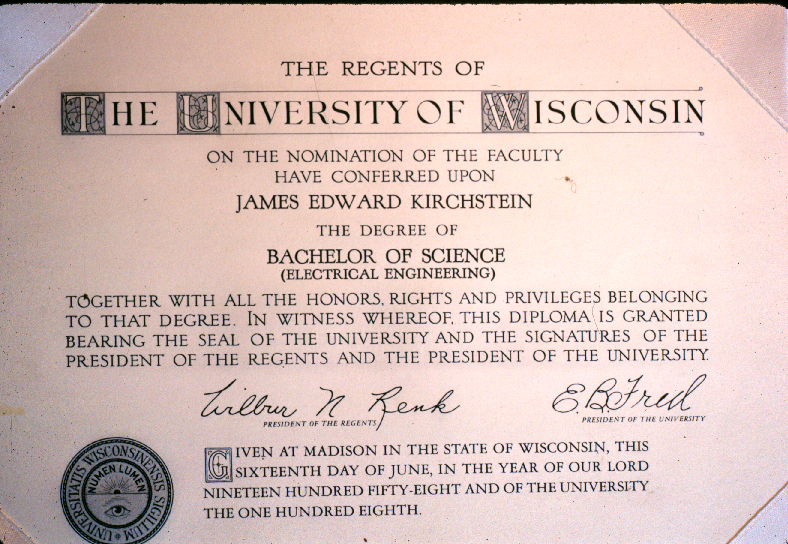 THE REGENTS OF
THE UNIVERSITY OF WISCONSIN
ON THE NOMINATION OF THE FACULTY
HAVE CONFERRED UPON
JAMES EDWARD KIRCHSTEIN
THE DEGREE OF
BACHELOR OF SCIENCE
(ELECTRICAL ENGINEERING)
TOGETHER WITH ALL THE HONORS, RIGHTS AND PRIVILEGES BELONGING
TO THAT DEGREE. IN WITNESS WHEREOF, THIS DIPLOMA IS GRANTED
BEARING THE SEAL OF THE UNIVERSITY AND THE SIGNATURES OF THE
PRESIDENT OF THE REGENTS AND THE PRESIDENT OF THE UNIVERSITY
Wilbur N Renk
PRESIDENT OF THE REGENTS
E.B. Fred
PRESIDENT OF THE UNIVERSITY
GIVEN AT MADISON IN THE STATE OF WISCONSIN, THIS
SIXTEENTH DAY OF JUNE, IN THE YEAR OF OUR LORD
NINETEEN HUNDRED FIFTY-EIGHT AND OF THE UNIVERSITY
THE ONE HUNDRED EIGHTH.
UNIVERSITATIS WISCONSINENSIS SIGILLUM
NUMEN LUMEN